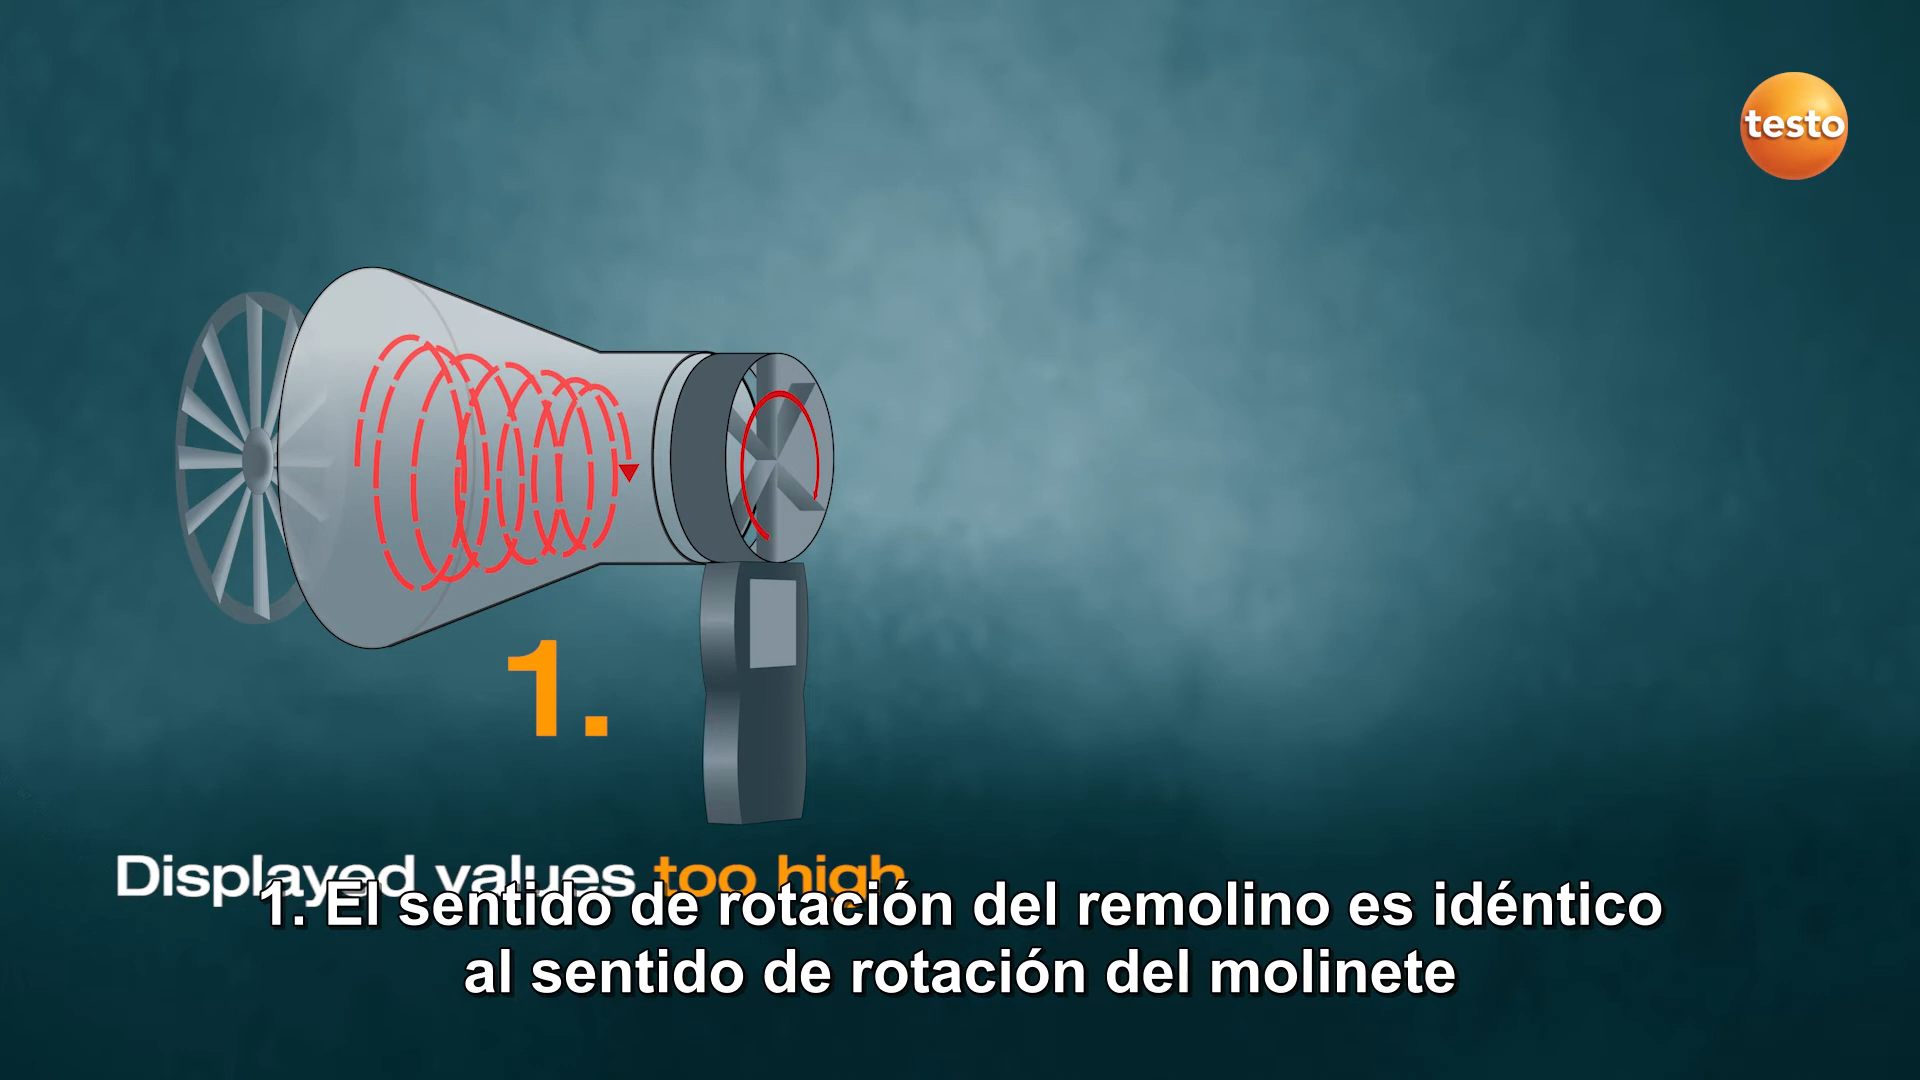 testo
1.
Displayed values too high
1. El sentido de rotación del remolino es idéntico
al sentido de rotación del molinete